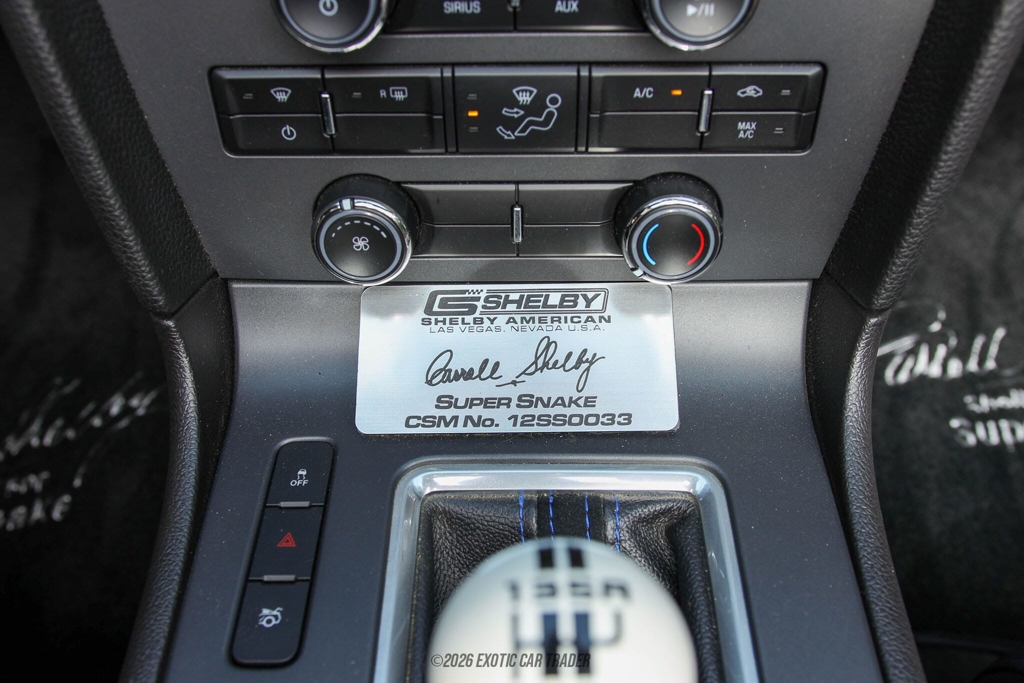 SIRIUS AUX
R A/C
MAX
A/C
GS SHELBY
SHELBY AMERICAN
LAS VEGAS, NEVADA U.S.A.
Carroll Shelby
SUPER SNAKE
CSM No. 12SS0033
OFF
©2026 EXOTIC CAR TRADER